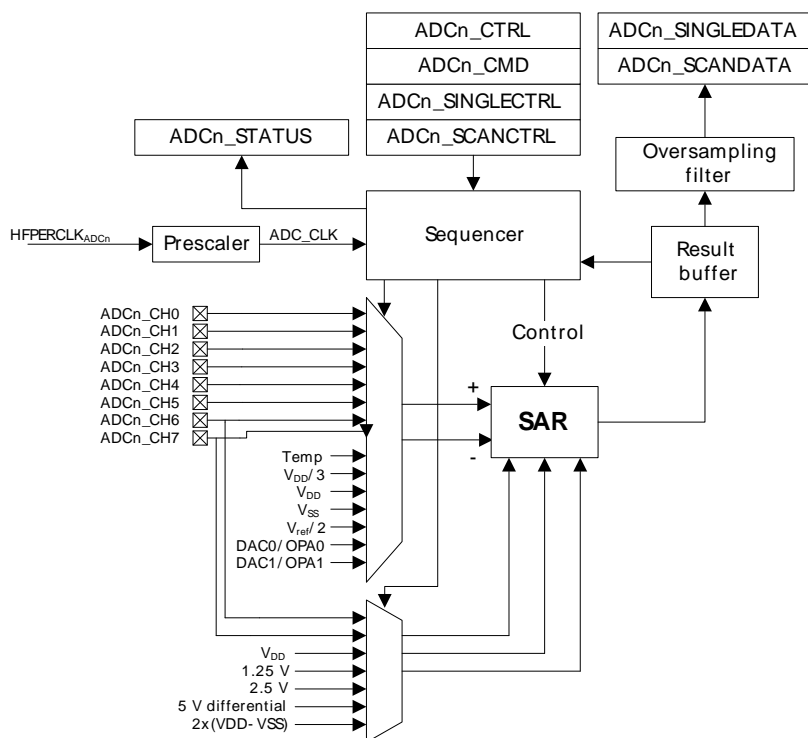 ADCn_CTRL
ADCn_CMD
ADCn_SINGLECTRL
ADCn_SCANCTRL
ADCn_SINGLEDATA
ADCn_SCANDATA
ADCn_STATUS
Oversampling
filter
HFPERCLKADCn
Prescaler
ADC_CLK
Sequencer
Result
buffer
ADCn_CH0
ADCn_CH1
ADCn_CH2
ADCn_CH3
ADCn_CH4
ADCn_CH5
ADCn_CH6
ADCn_CH7
Control
+
SAR
-
Temp
VDD/3
VDD
VSS
Vref/2
DAC0/OPA0
DAC1/OPA1
VDD
1.25 V
2.5 V
5 V differential
2x(VDD-VSS)